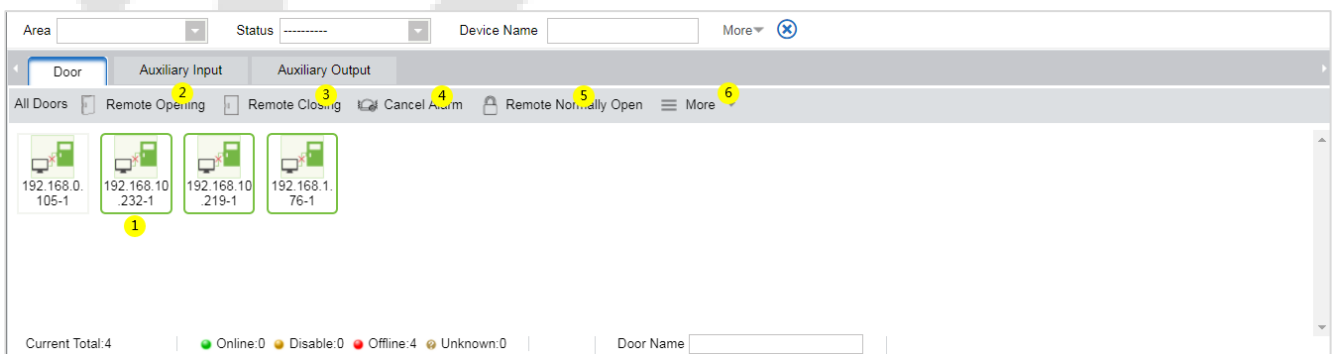 Area Status ---------- Device Name More
Door Auxiliary Input Auxiliary Output
All Doors Remote Opening Remote Closing Cancel Alarm Remote Normally Open More
2 3 4 5 6
192.168.0. 192.168.10 192.168.10 192.168.1.
105-1 .232-1 .219-1 76-1
1
Current Total:4 Online:0 Disable:0 Offline:4 Unknown:0 Door Name